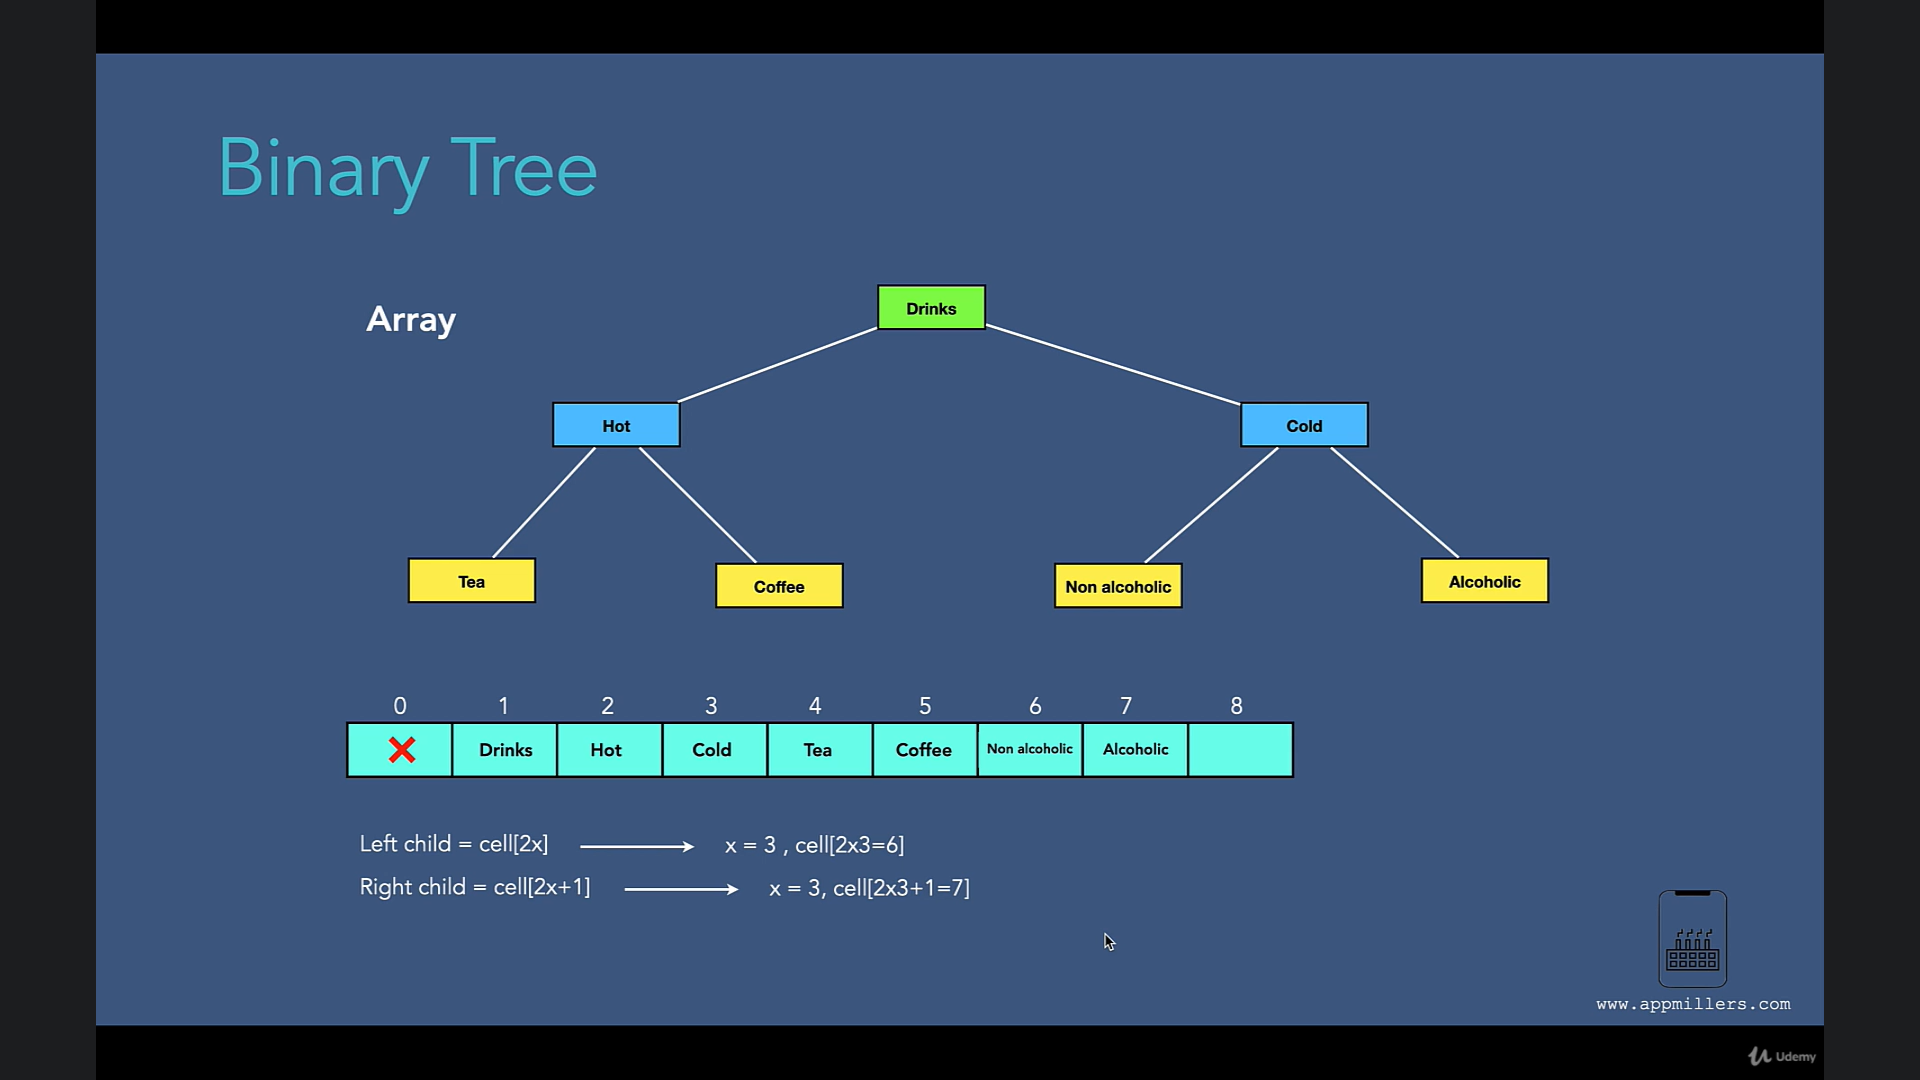 Binary Tree
Array
Drinks
Hot
Cold
Tea
Coffee
Non alcoholic
Alcoholic
0 1 2 3 4 5 6 7 8
Drinks Hot Cold Tea Coffee Non alcoholic Alcoholic
Left child = cell[2x] x = 3 , cell[2x3=6]
Right child = cell[2x+1] x = 3, cell[2x3+1=7]
www.appmillers.com
Udemy